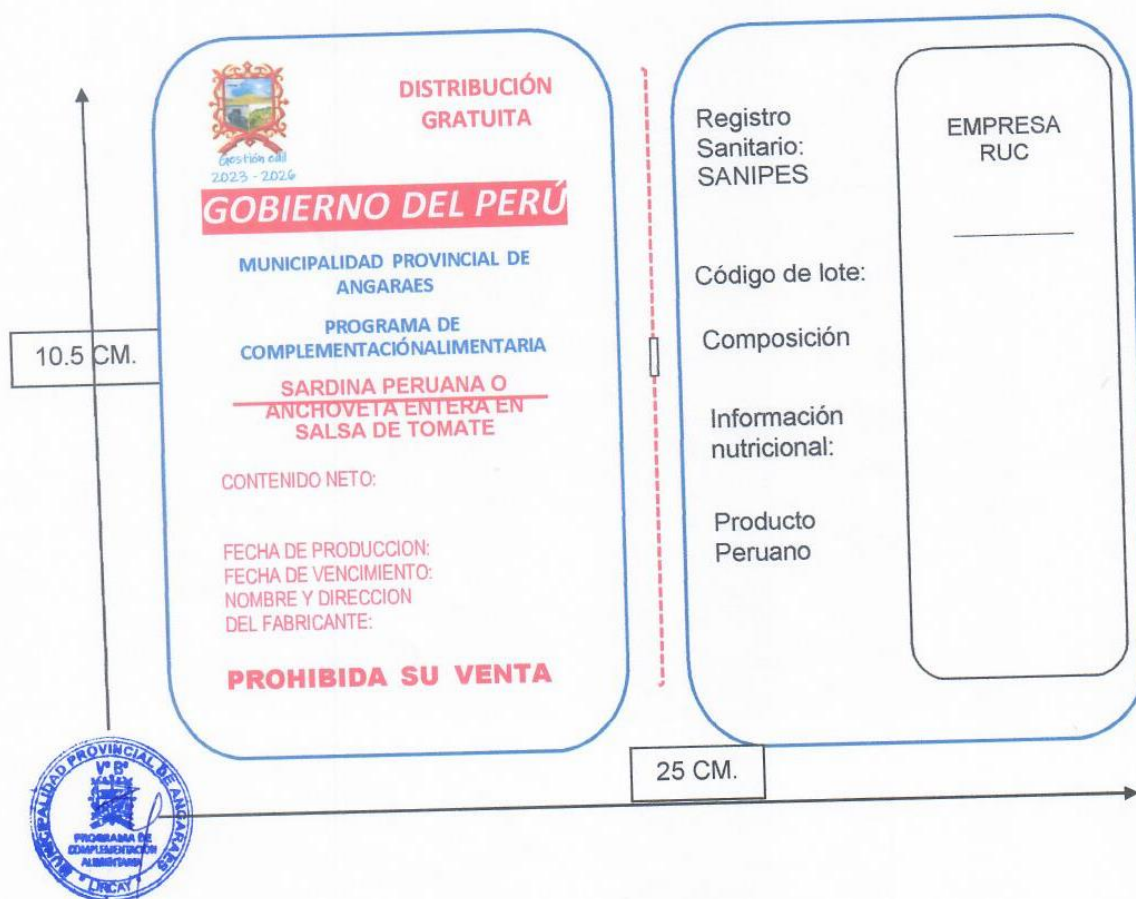 Gestión edil
2023 - 2026
DISTRIBUCIÓN
GRATUITA
GOBIERNO DEL PERÚ
MUNICIPALIDAD PROVINCIAL DE
ANGARAES
PROGRAMA DE
COMPLEMENTACIÓNALIMENTARIA
SARDINA PERUANA O
ANCHOVETA ENTERA EN
SALSA DE TOMATE
CONTENIDO NETO:
FECHA DE PRODUCCION:
FECHA DE VENCIMIENTO:
NOMBRE Y DIRECCION
DEL FABRICANTE:
PROHIBIDA SU VENTA
10.5 CM.
Registro
Sanitario:
SANIPES
Código de lote:
Composición
Información
nutricional:
Producto
Peruano
EMPRESA
RUC
25 CM.
MUNICIPALIDAD PROVINCIAL DE ANGARAES
V° B°
PROGRAMA DE
COMPLEMENTACIÓN
ALIMENTARIA
LIRCAY